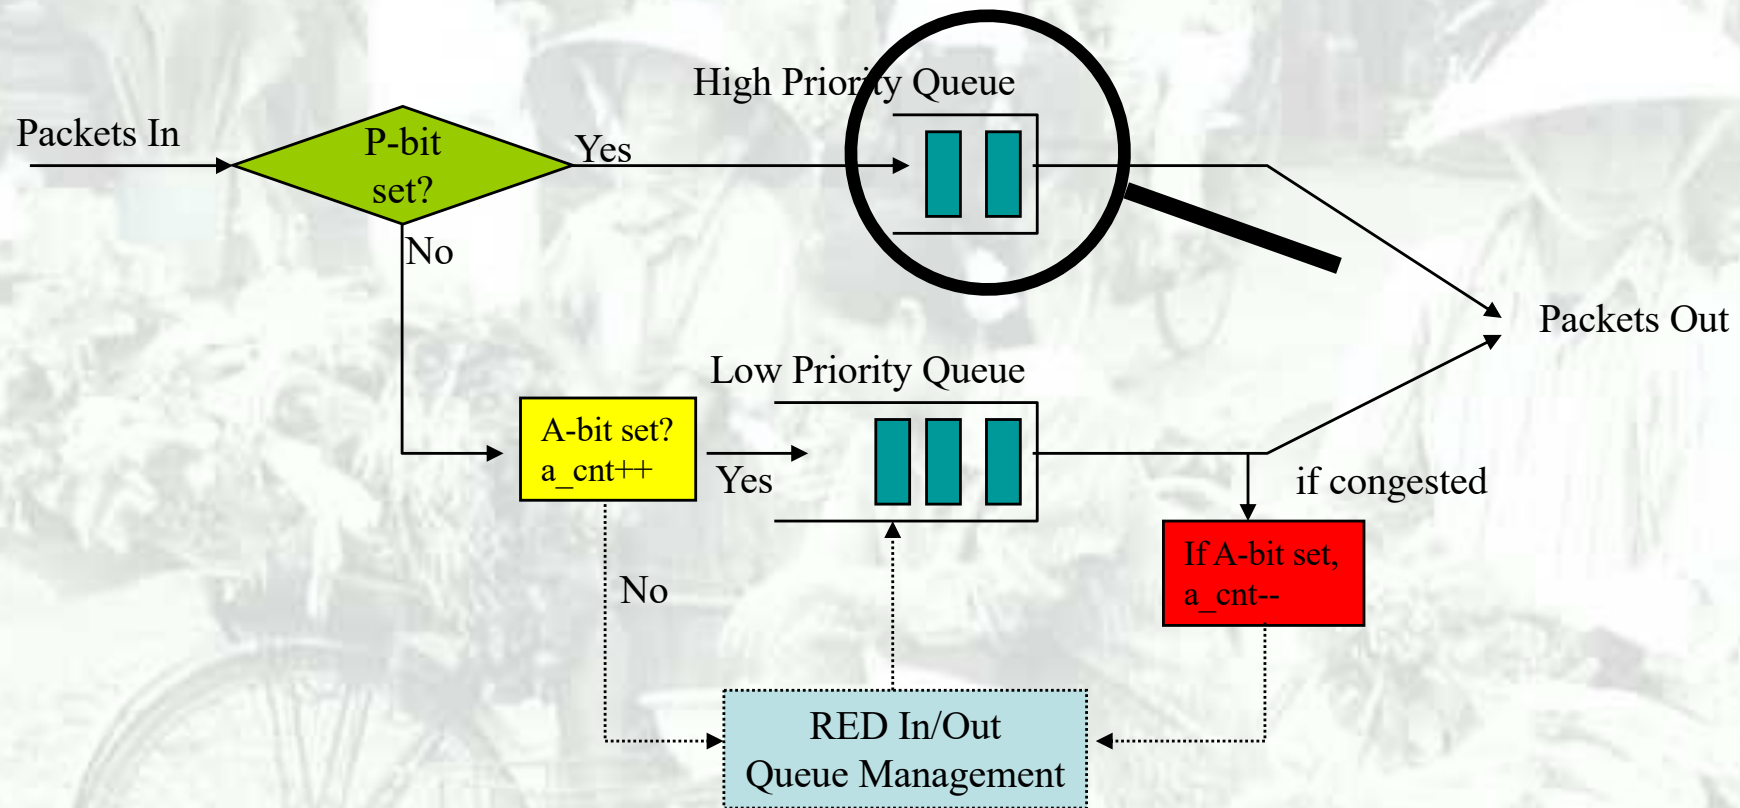 High Priority Queue
Packets In
P-bit
set?
Yes
No
Packets Out
Low Priority Queue
A-bit set?
a_cnt++
Yes
if congested
If A-bit set,
a_cnt--
No
RED In/Out
Queue Management